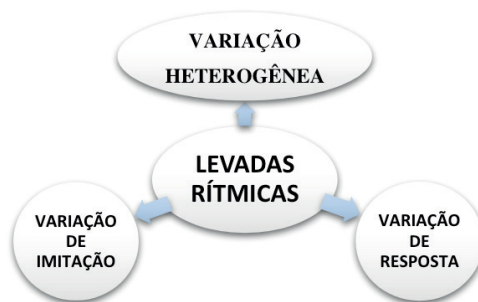 VARIAÇÃO
HETEROGÊNEA
LEVADAS
RÍTMICAS
VARIAÇÃO
DE
IMITAÇÃO
VARIAÇÃO
DE
RESPOSTA